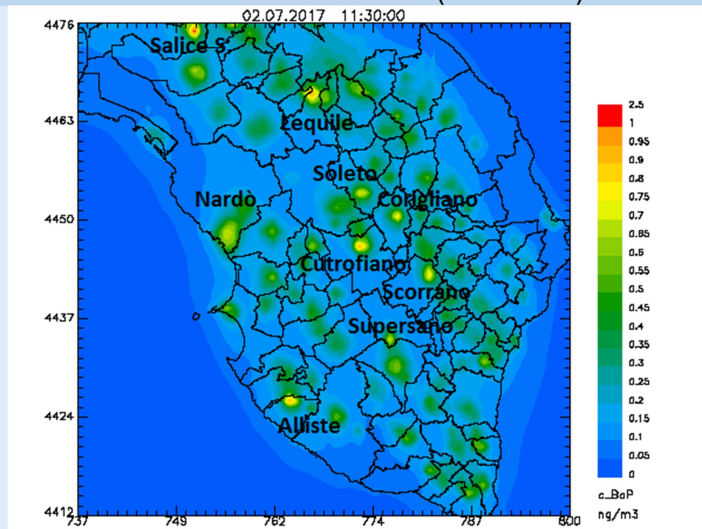 02.07.2017 11:30:00
4476
Salice S
4463
Lequile
Soleto
Nardò
Corigliano
4450
Cutrofiano
Scorrano
4437
Supersano
4424
Alliste
4412
737 749 762 774 787 800
2.5
1
0.95
0.9
0.8
0.75
0.7
0.65
0.6
0.55
0.5
0.45
0.4
0.35
0.3
0.25
0.2
0.15
0.1
0.05
0
c_BaP
ng/m3